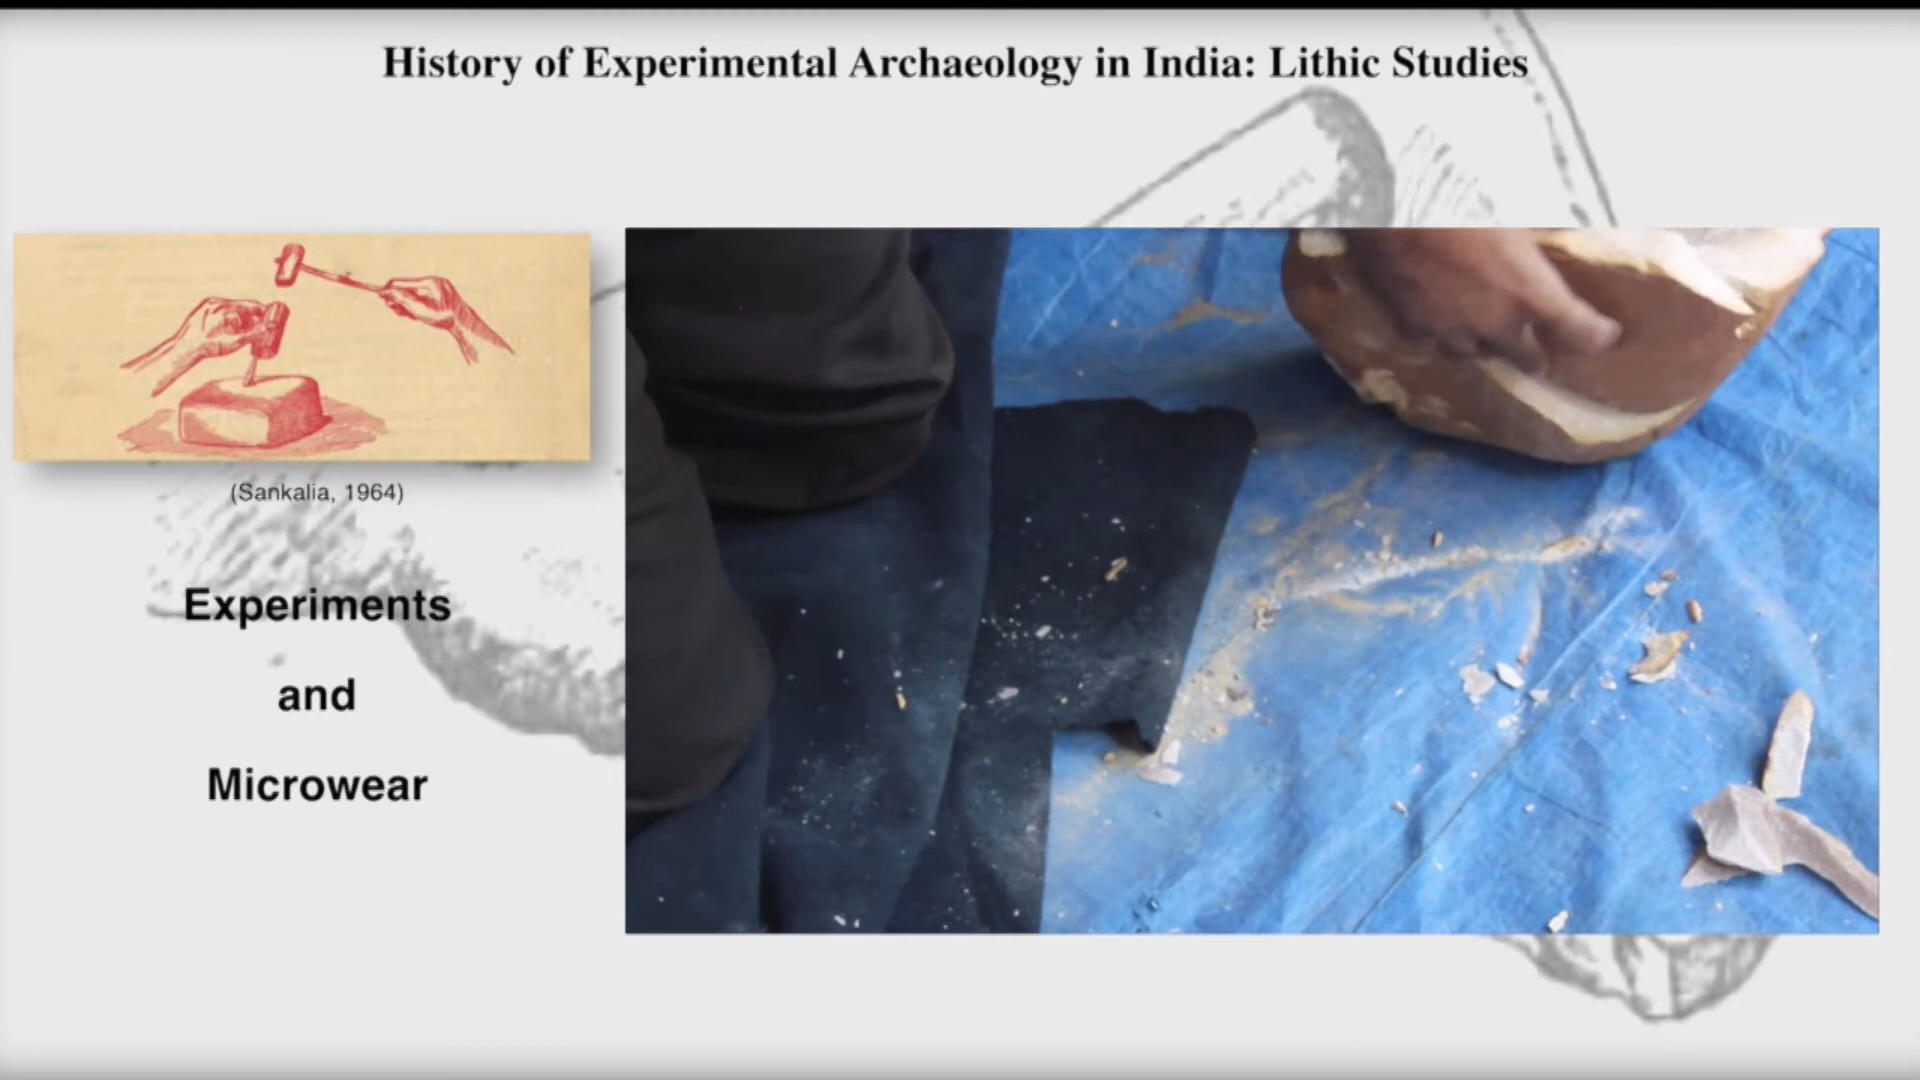 History of Experimental Archaeology in India: Lithic Studies
(Sankalia, 1964)
Experiments
and
Microwear